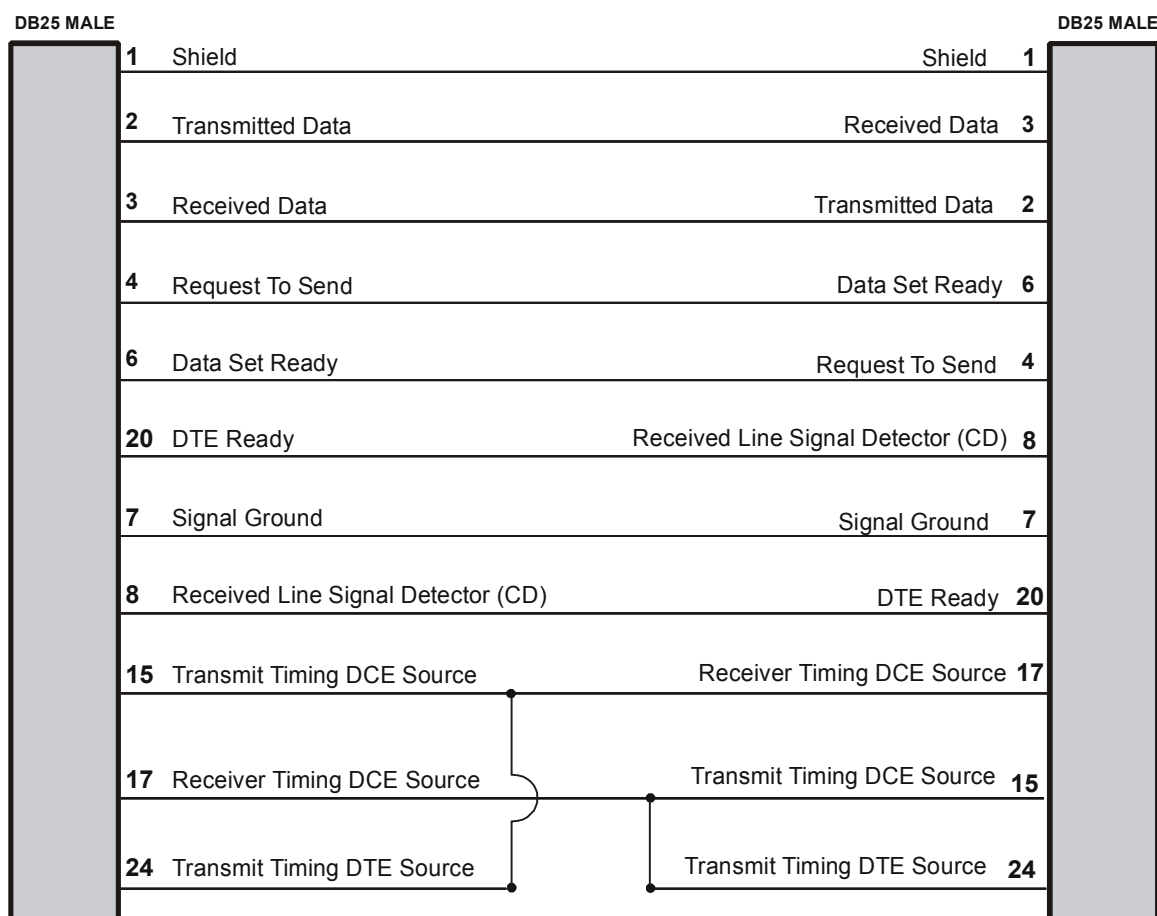 DB25 MALE DB25 MALE
1 Shield Shield 1
2 Transmitted Data Received Data 3
3 Received Data Transmitted Data 2
4 Request To Send Data Set Ready 6
6 Data Set Ready Request To Send 4
20 DTE Ready Received Line Signal Detector (CD) 8
7 Signal Ground Signal Ground 7
8 Received Line Signal Detector (CD) DTE Ready 20
15 Transmit Timing DCE Source Receiver Timing DCE Source 17
17 Receiver Timing DCE Source Transmit Timing DCE Source 15
24 Transmit Timing DTE Source Transmit Timing DTE Source 24